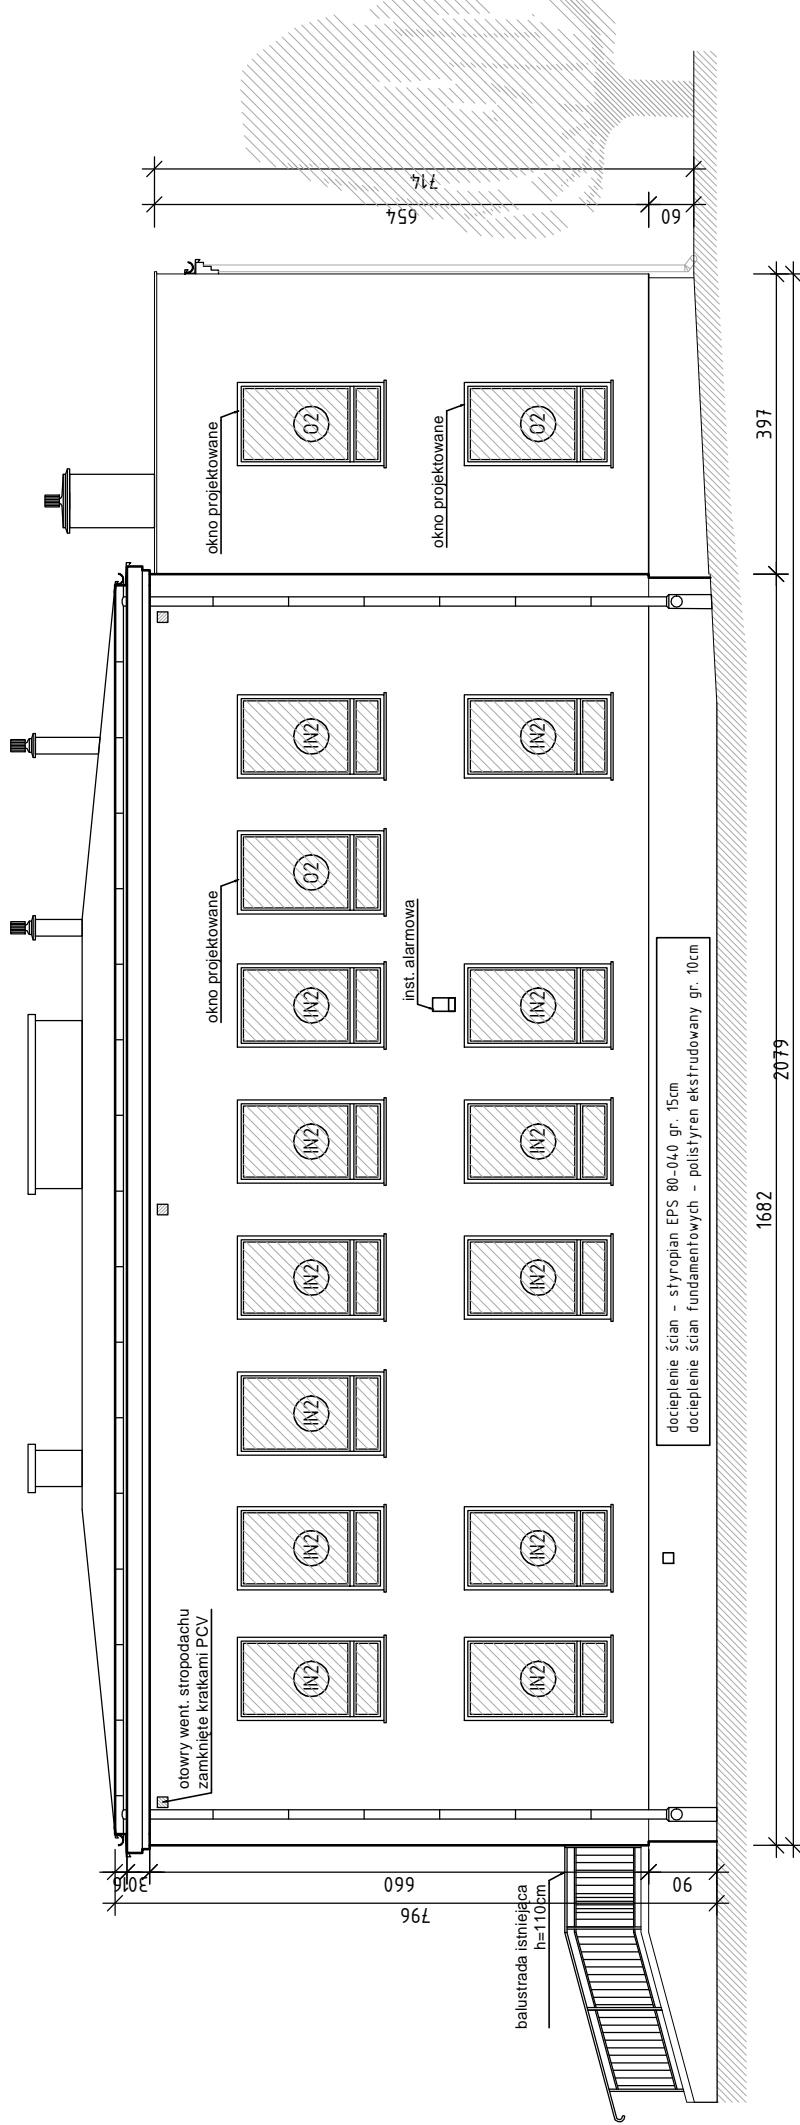 otowry went. stropodachu
zamknięte kratkami PCV
okno projektowane
okno projektowane
okno projektowane
inst. alarmowa
balustrada istniejąca
h=110cm
IN2
IN2
IN2
IN2
IN2
IN2
IN2
O2
IN2
O2
IN2
IN2
IN2
IN2
IN2
IN2
O2
docieplenie ścian - styropian EPS 80-040 gr. 15cm
docieplenie ścian fundamentowych - polistyren ekstrudowany gr. 10cm
16
30
660
90
796
654
60
714
1682
397
2079